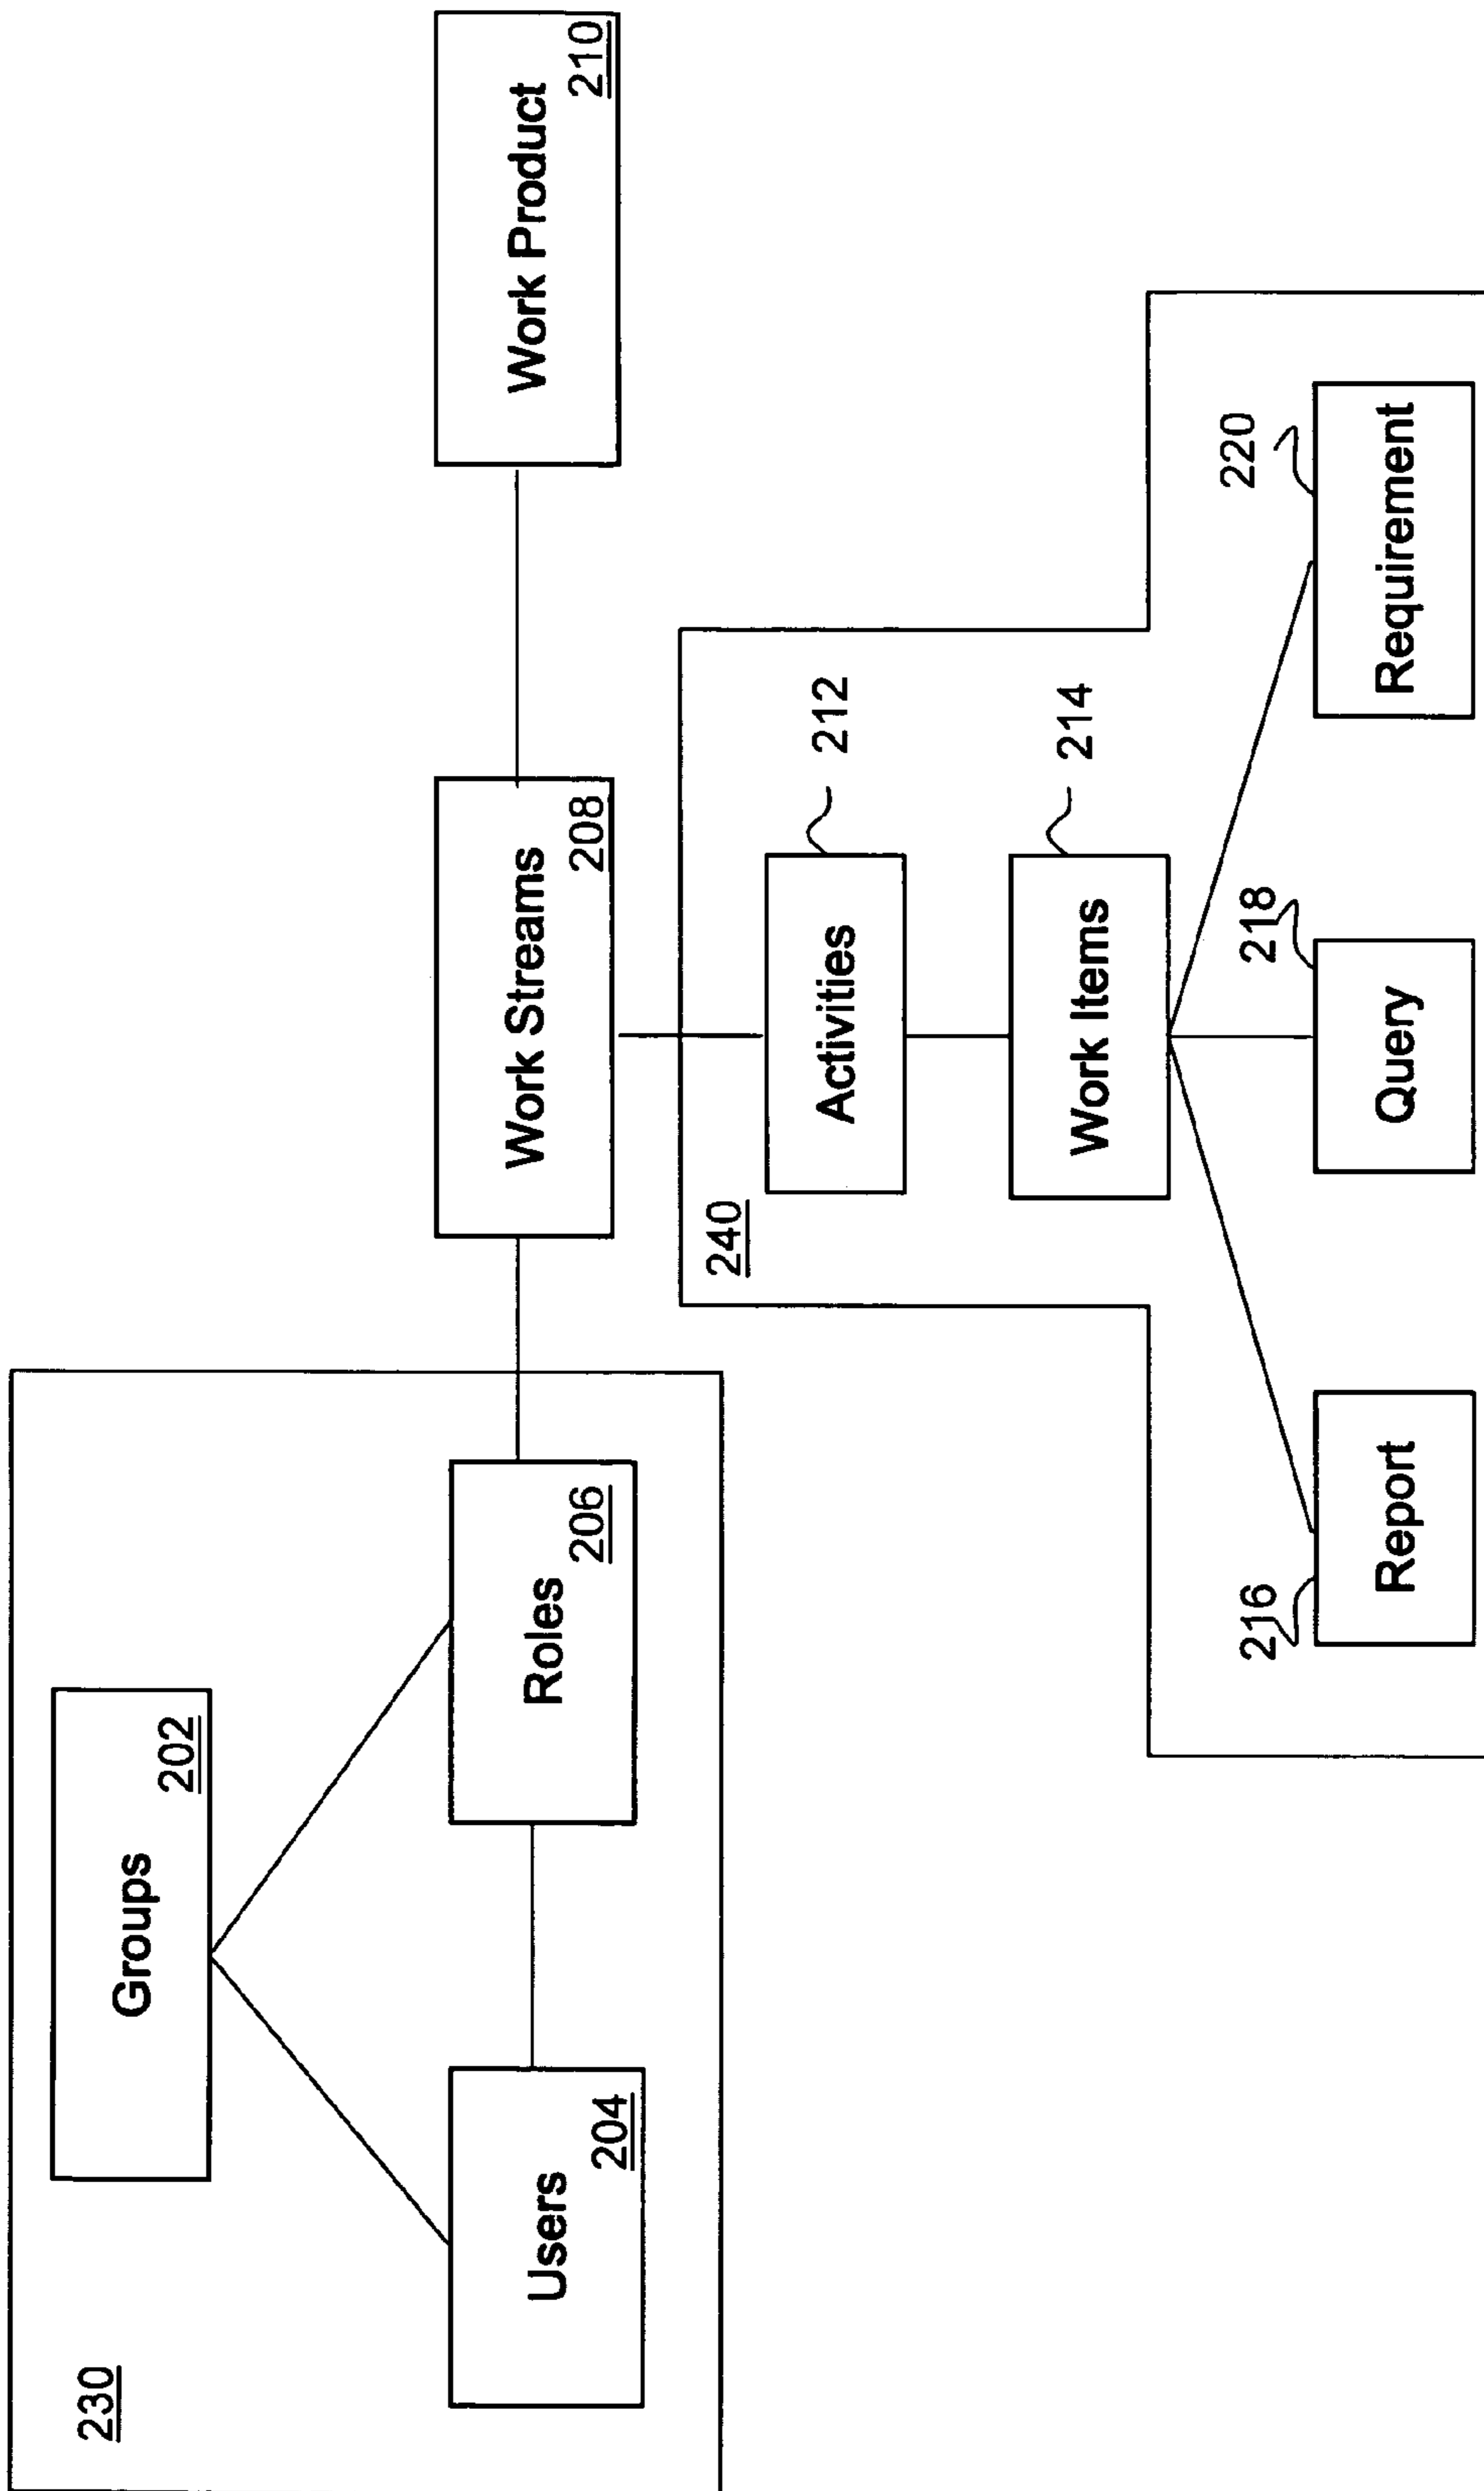 230
Groups
202
Users
204
Roles
206
Work Streams
208
Work Product
210
240
Activities
212
Work Items
214
216
Report
218
Query
220
Requirement